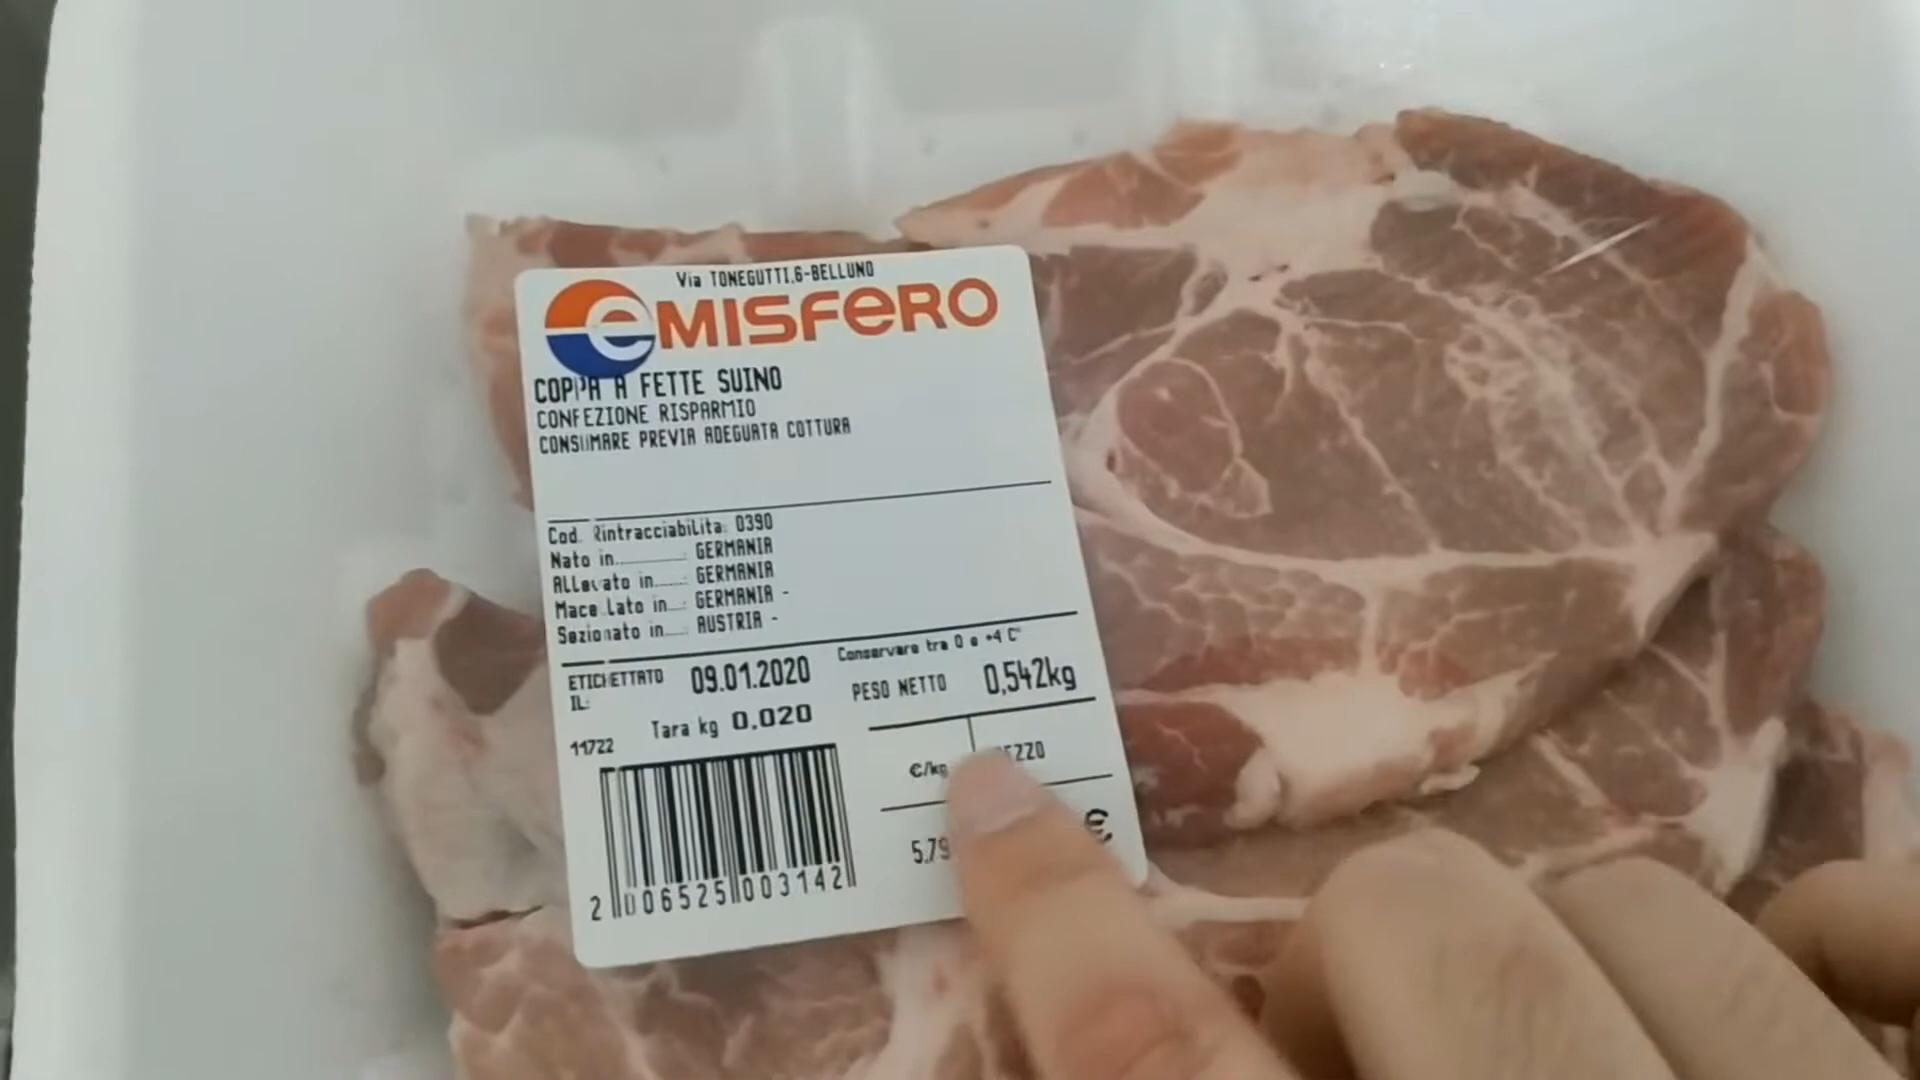 Via TONEGUTTI,6-BELLUNO
eMISFERO
COPPA A FETTE SUINO
CONFEZIONE RISPARMIO
CONSUMARE PREVIA ADEGUATA COTTURA
Cod. Rintracciabilita: 0390
Nato in..........: GERMANIA
Allevato in.....: GERMANIA
Macellato in...: GERMANIA -
Sezionato in....: AUSTRIA -
Conservare tra 0 e +4 C°
ETICHETTATO IL: 09.01.2020
PESO NETTO 0,542kg
Tara kg 0.020
11722
€/kg
5,79 €
2 006525 003142